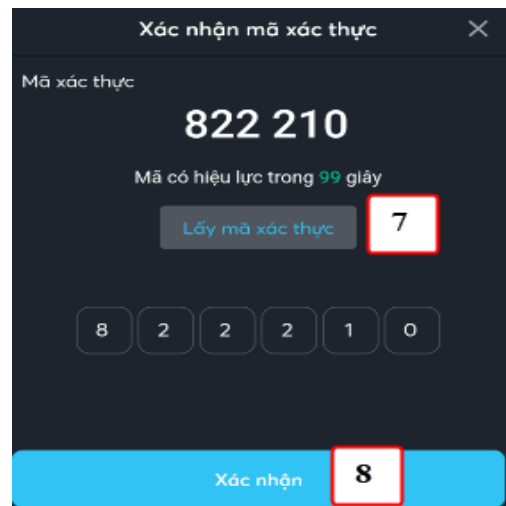 Xác nhận mã xác thực
Mã xác thực
822 210
Mã có hiệu lực trong 99 giây
Lấy mã xác thực 7
8 2 2 2 1 0
Xác nhận 8